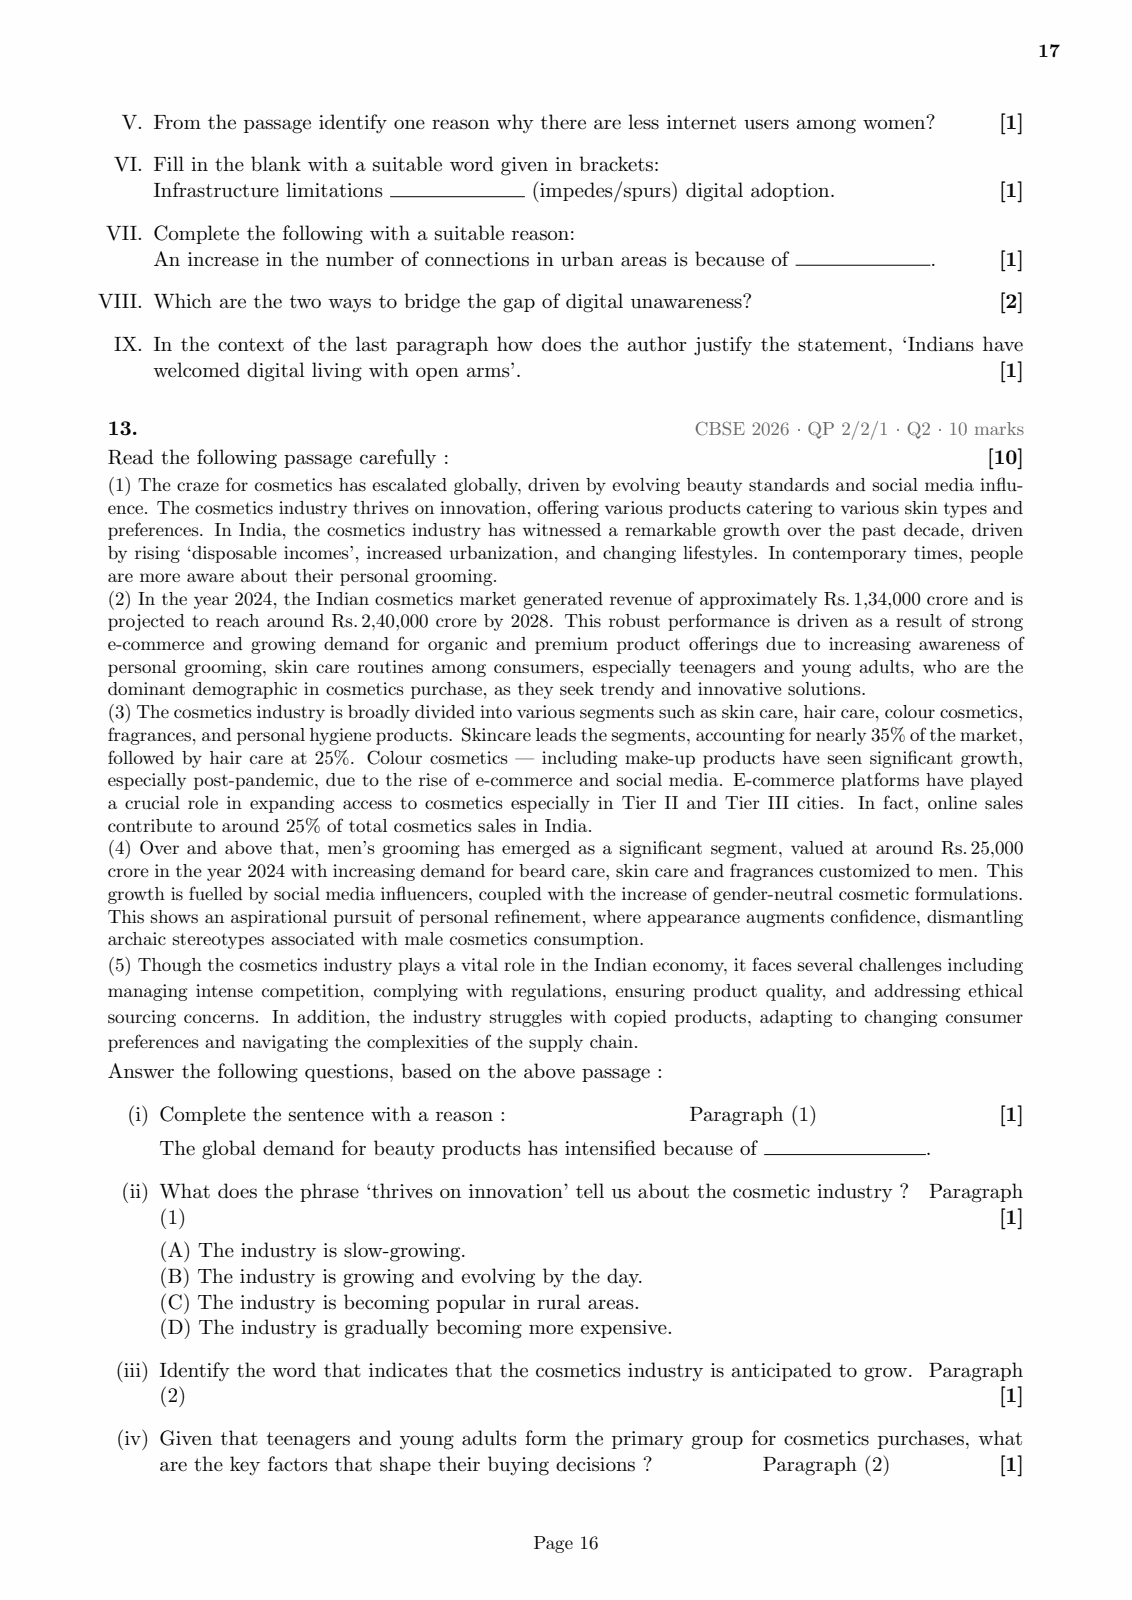 17
V. From the passage identify one reason why there are less internet users among women? [1]
VI. Fill in the blank with a suitable word given in brackets:
Infrastructure limitations ____________ (impedes/spurs) digital adoption. [1]
VII. Complete the following with a suitable reason:
An increase in the number of connections in urban areas is because of ____________. [1]
VIII. Which are the two ways to bridge the gap of digital unawareness? [2]
IX. In the context of the last paragraph how does the author justify the statement, ‘Indians have
welcomed digital living with open arms’. [1]
13. CBSE 2026 · QP 2/2/1 · Q2 · 10 marks
Read the following passage carefully : [10]
(1) The craze for cosmetics has escalated globally, driven by evolving beauty standards and social media influ-
ence. The cosmetics industry thrives on innovation, offering various products catering to various skin types and
preferences. In India, the cosmetics industry has witnessed a remarkable growth over the past decade, driven
by rising ‘disposable incomes’, increased urbanization, and changing lifestyles. In contemporary times, people
are more aware about their personal grooming.
(2) In the year 2024, the Indian cosmetics market generated revenue of approximately Rs. 1,34,000 crore and is
projected to reach around Rs. 2,40,000 crore by 2028. This robust performance is driven as a result of strong
e-commerce and growing demand for organic and premium product offerings due to increasing awareness of
personal grooming, skin care routines among consumers, especially teenagers and young adults, who are the
dominant demographic in cosmetics purchase, as they seek trendy and innovative solutions.
(3) The cosmetics industry is broadly divided into various segments such as skin care, hair care, colour cosmetics,
fragrances, and personal hygiene products. Skincare leads the segments, accounting for nearly 35% of the market,
followed by hair care at 25%. Colour cosmetics — including make-up products have seen significant growth,
especially post-pandemic, due to the rise of e-commerce and social media. E-commerce platforms have played
a crucial role in expanding access to cosmetics especially in Tier II and Tier III cities. In fact, online sales
contribute to around 25% of total cosmetics sales in India.
(4) Over and above that, men’s grooming has emerged as a significant segment, valued at around Rs. 25,000
crore in the year 2024 with increasing demand for beard care, skin care and fragrances customized to men. This
growth is fuelled by social media influencers, coupled with the increase of gender-neutral cosmetic formulations.
This shows an aspirational pursuit of personal refinement, where appearance augments confidence, dismantling
archaic stereotypes associated with male cosmetics consumption.
(5) Though the cosmetics industry plays a vital role in the Indian economy, it faces several challenges including
managing intense competition, complying with regulations, ensuring product quality, and addressing ethical
sourcing concerns. In addition, the industry struggles with copied products, adapting to changing consumer
preferences and navigating the complexities of the supply chain.
Answer the following questions, based on the above passage :
(i) Complete the sentence with a reason : Paragraph (1) [1]
The global demand for beauty products has intensified because of ______________.
(ii) What does the phrase ‘thrives on innovation’ tell us about the cosmetic industry ? Paragraph
(1) [1]
(A) The industry is slow-growing.
(B) The industry is growing and evolving by the day.
(C) The industry is becoming popular in rural areas.
(D) The industry is gradually becoming more expensive.
(iii) Identify the word that indicates that the cosmetics industry is anticipated to grow. Paragraph
(2) [1]
(iv) Given that teenagers and young adults form the primary group for cosmetics purchases, what
are the key factors that shape their buying decisions ? Paragraph (2) [1]
Page 16